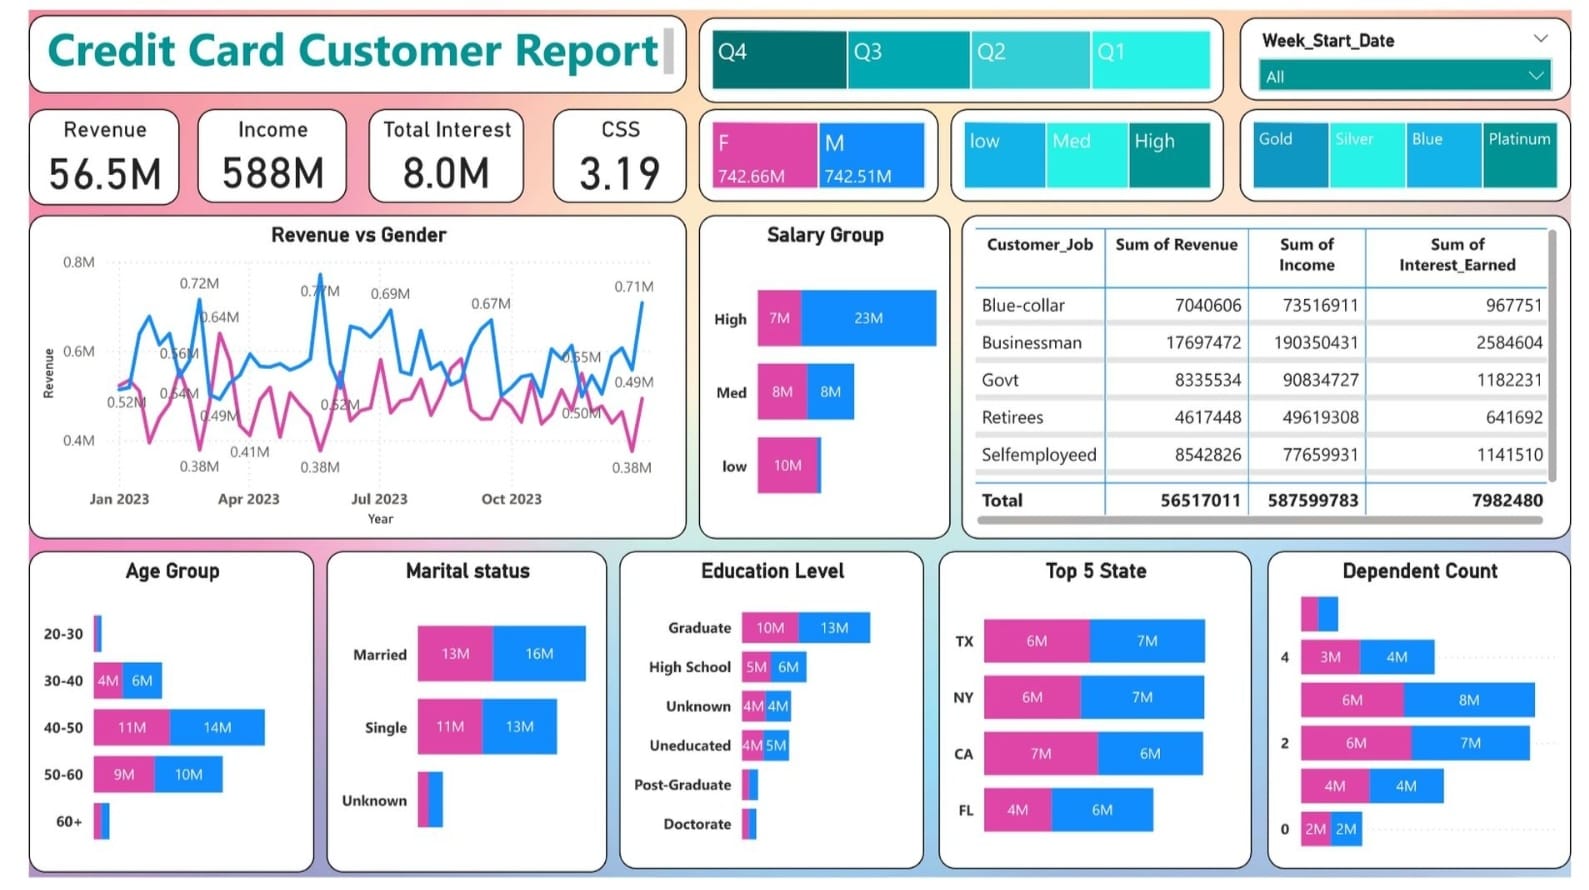 Credit Card Customer Report
Q4 Q3 Q2 Q1
Week_Start_Date
All
Revenue
56.5M
Income
588M
Total Interest
8.0M
CSS
3.19
F
742.66M
M
742.51M
low Med High
Gold Silver Blue Platinum
Revenue vs Gender
Revenue
0.8M
0.6M
0.4M
0.72M
0.77M
0.69M
0.67M
0.71M
0.64M
0.56M
0.55M
0.54M
0.52M
0.49M
0.52M
0.50M
0.49M
0.41M
0.38M
0.38M
0.38M
Jan 2023 Apr 2023 Jul 2023 Oct 2023
Year
Salary Group
High 7M 23M
Med 8M 8M
low 10M
Customer_Job Sum of Revenue Sum of Income Sum of Interest_Earned
Blue-collar 7040606 73516911 967751
Businessman 17697472 190350431 2584604
Govt 8335534 90834727 1182231
Retirees 4617448 49619308 641692
Selfemployeed 8542826 77659931 1141510
Total 56517011 587599783 7982480
Age Group
20-30
30-40 4M 6M
40-50 11M 14M
50-60 9M 10M
60+
Marital status
Married 13M 16M
Single 11M 13M
Unknown
Education Level
Graduate 10M 13M
High School 5M 6M
Unknown 4M 4M
Uneducated 4M 5M
Post-Graduate
Doctorate
Top 5 State
TX 6M 7M
NY 6M 7M
CA 7M 6M
FL 4M 6M
Dependent Count
4 3M 4M
6M 8M
2 6M 7M
4M 4M
0 2M 2M